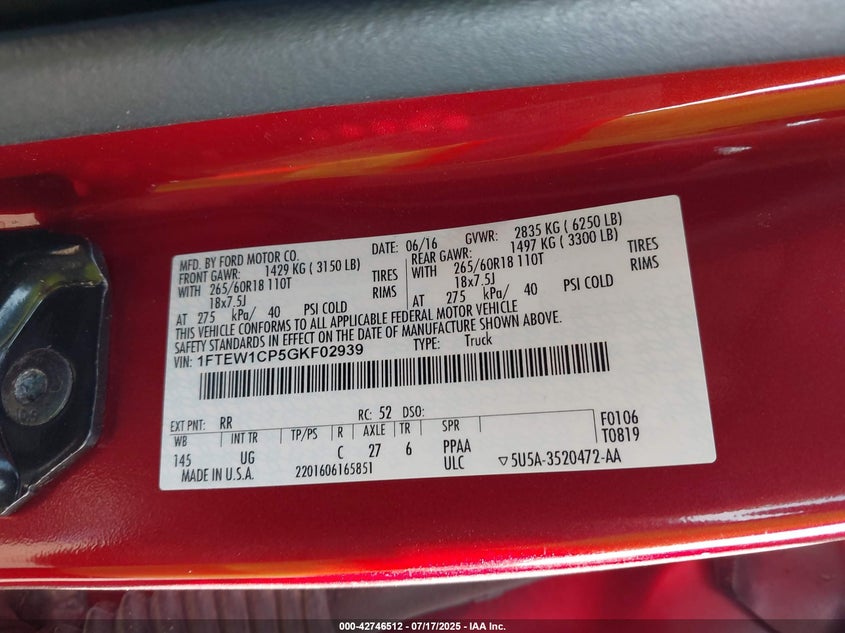 MFD. BY FORD MOTOR CO.
DATE: 06/16 GVWR: 2835 KG ( 6250 LB)
FRONT GAWR: 1429 KG ( 3150 LB)
REAR GAWR: 1497 KG ( 3300 LB)
WITH 265/60R18 110T TIRES
WITH 265/60R18 110T TIRES
18x7.5J RIMS
18x7.5J RIMS
AT 275 kPa/ 40 PSI COLD
AT 275 kPa/ 40 PSI COLD
THIS VEHICLE CONFORMS TO ALL APPLICABLE FEDERAL MOTOR VEHICLE
SAFETY STANDARDS IN EFFECT ON THE DATE OF MANUFACTURE SHOWN ABOVE.
VIN: 1FTEW1CP5GKF02939 TYPE: Truck
EXT PNT: RR RC: 52 DSO: F0106
WB INT TR TP/PS R AXLE TR SPR T0819
145 UG C 27 6 PPAA
ULC ▽5U5A-3520472-AA
MADE IN U.S.A. 2201606165851
000-42746512 / 07/17/2025 - IAA Inc.